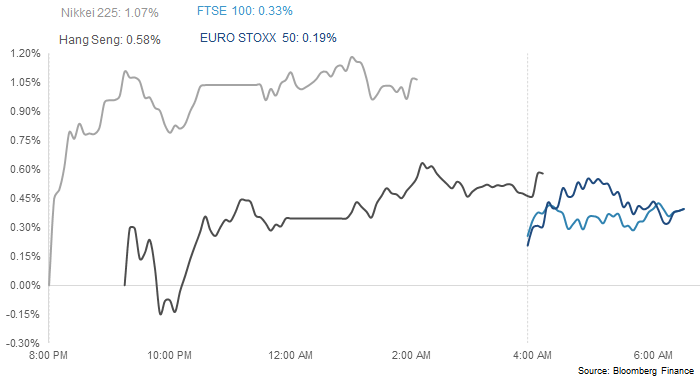 Nikkei 225: 1.07% FTSE 100: 0.33%
Hang Seng: 0.58% EURO STOXX 50: 0.19%
1.20%
1.05%
0.90%
0.75%
0.60%
0.45%
0.30%
0.15%
0.00%
-0.15%
-0.30%
8:00 PM 10:00 PM 12:00 AM 2:00 AM 4:00 AM 6:00 AM
Source: Bloomberg Finance